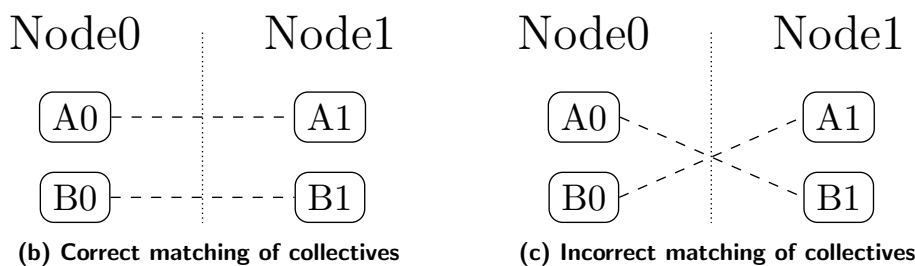 Node0 Node1 Node0 Node1
A0 A1 A0 A1
B0 B1 B0 B1
(b) Correct matching of collectives (c) Incorrect matching of collectives